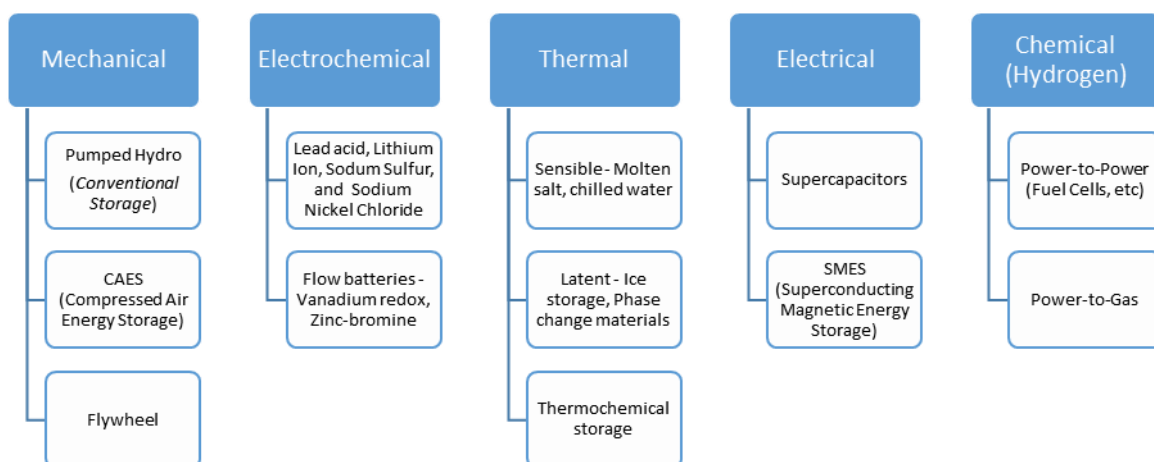 Mechanical
Pumped Hydro
(Conventional
Storage)
CAES
(Compressed Air
Energy Storage)
Flywheel
Electrochemical
Lead acid, Lithium
Ion, Sodum Sulfur,
and Sodium
Nickel Chloride
Flow batteries -
Vanadium redox,
Zinc-bromine
Thermal
Sensible - Molten
salt, chilled water
Latent - Ice
storage, Phase
change materials
Thermochemical
storage
Electrical
Supercapacitors
SMES
(Superconducting
Magnetic Energy
Storage)
Chemical
(Hydrogen)
Power-to-Power
(Fuel Cells, etc)
Power-to-Gas